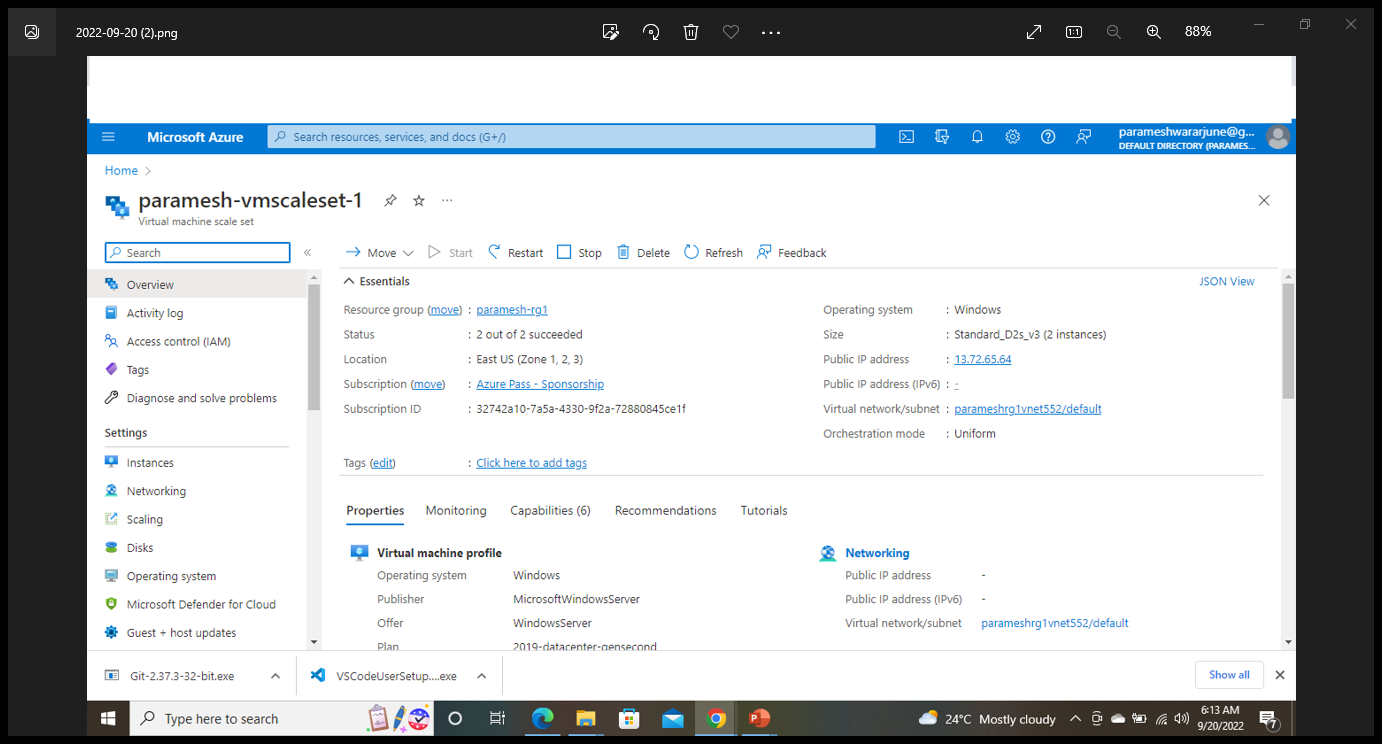 2022-09-20 (2).png
88%
Microsoft Azure
Search resources, services, and docs (G+/)
parameshwararjune@g...
DEFAULT DIRECTORY (PARAMES...
Home
paramesh-vmscaleset-1
Virtual machine scale set
Search
Move
Start
Restart
Stop
Delete
Refresh
Feedback
Overview
Activity log
Access control (IAM)
Tags
Diagnose and solve problems
Settings
Instances
Networking
Scaling
Disks
Operating system
Microsoft Defender for Cloud
Guest + host updates
Essentials
JSON View
Resource group (move) : paramesh-rg1
Status : 2 out of 2 succeeded
Location : East US (Zone 1, 2, 3)
Subscription (move) : Azure Pass - Sponsorship
Subscription ID : 32742a10-7a5a-4330-9f2a-72880845ce1f
Operating system : Windows
Size : Standard_D2s_v3 (2 instances)
Public IP address : 13.72.65.64
Public IP address (IPv6) : -
Virtual network/subnet : parameshrg1vnet552/default
Orchestration mode : Uniform
Tags (edit) : Click here to add tags
Properties
Monitoring
Capabilities (6)
Recommendations
Tutorials
Virtual machine profile
Operating system Windows
Publisher MicrosoftWindowsServer
Offer WindowsServer
Plan 2019-datacenter-gensecond
Networking
Public IP address -
Public IP address (IPv6) -
Virtual network/subnet parameshrg1vnet552/default
Git-2.37.3-32-bit.exe
VSCodeUserSetup....exe
Show all
Type here to search
24°C Mostly cloudy
6:13 AM
9/20/2022
7